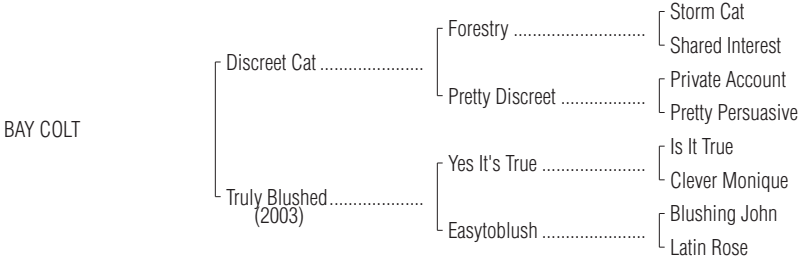 Storm Cat
Forestry ............................
Shared Interest
Discreet Cat ......................
Private Account
Pretty Discreet ..................
Pretty Persuasive
BAY COLT
Is It True
Yes It's True ......................
Clever Monique
Truly Blushed....................
(2003)
Blushing John
Easytoblush ......................
Latin Rose